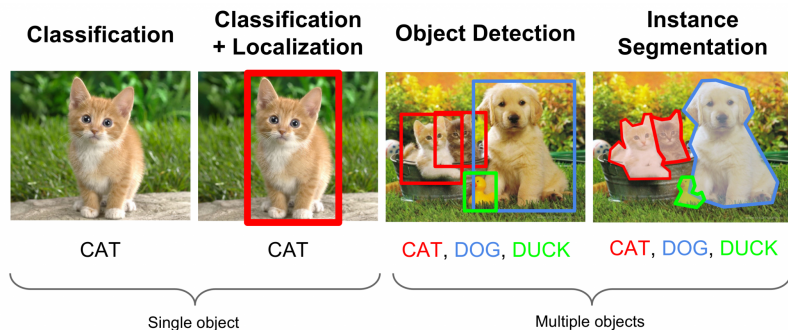 Classification
Classification
+ Localization
Object Detection
Instance
Segmentation
CAT
CAT
CAT, DOG, DUCK
CAT, DOG, DUCK
Single object
Multiple objects